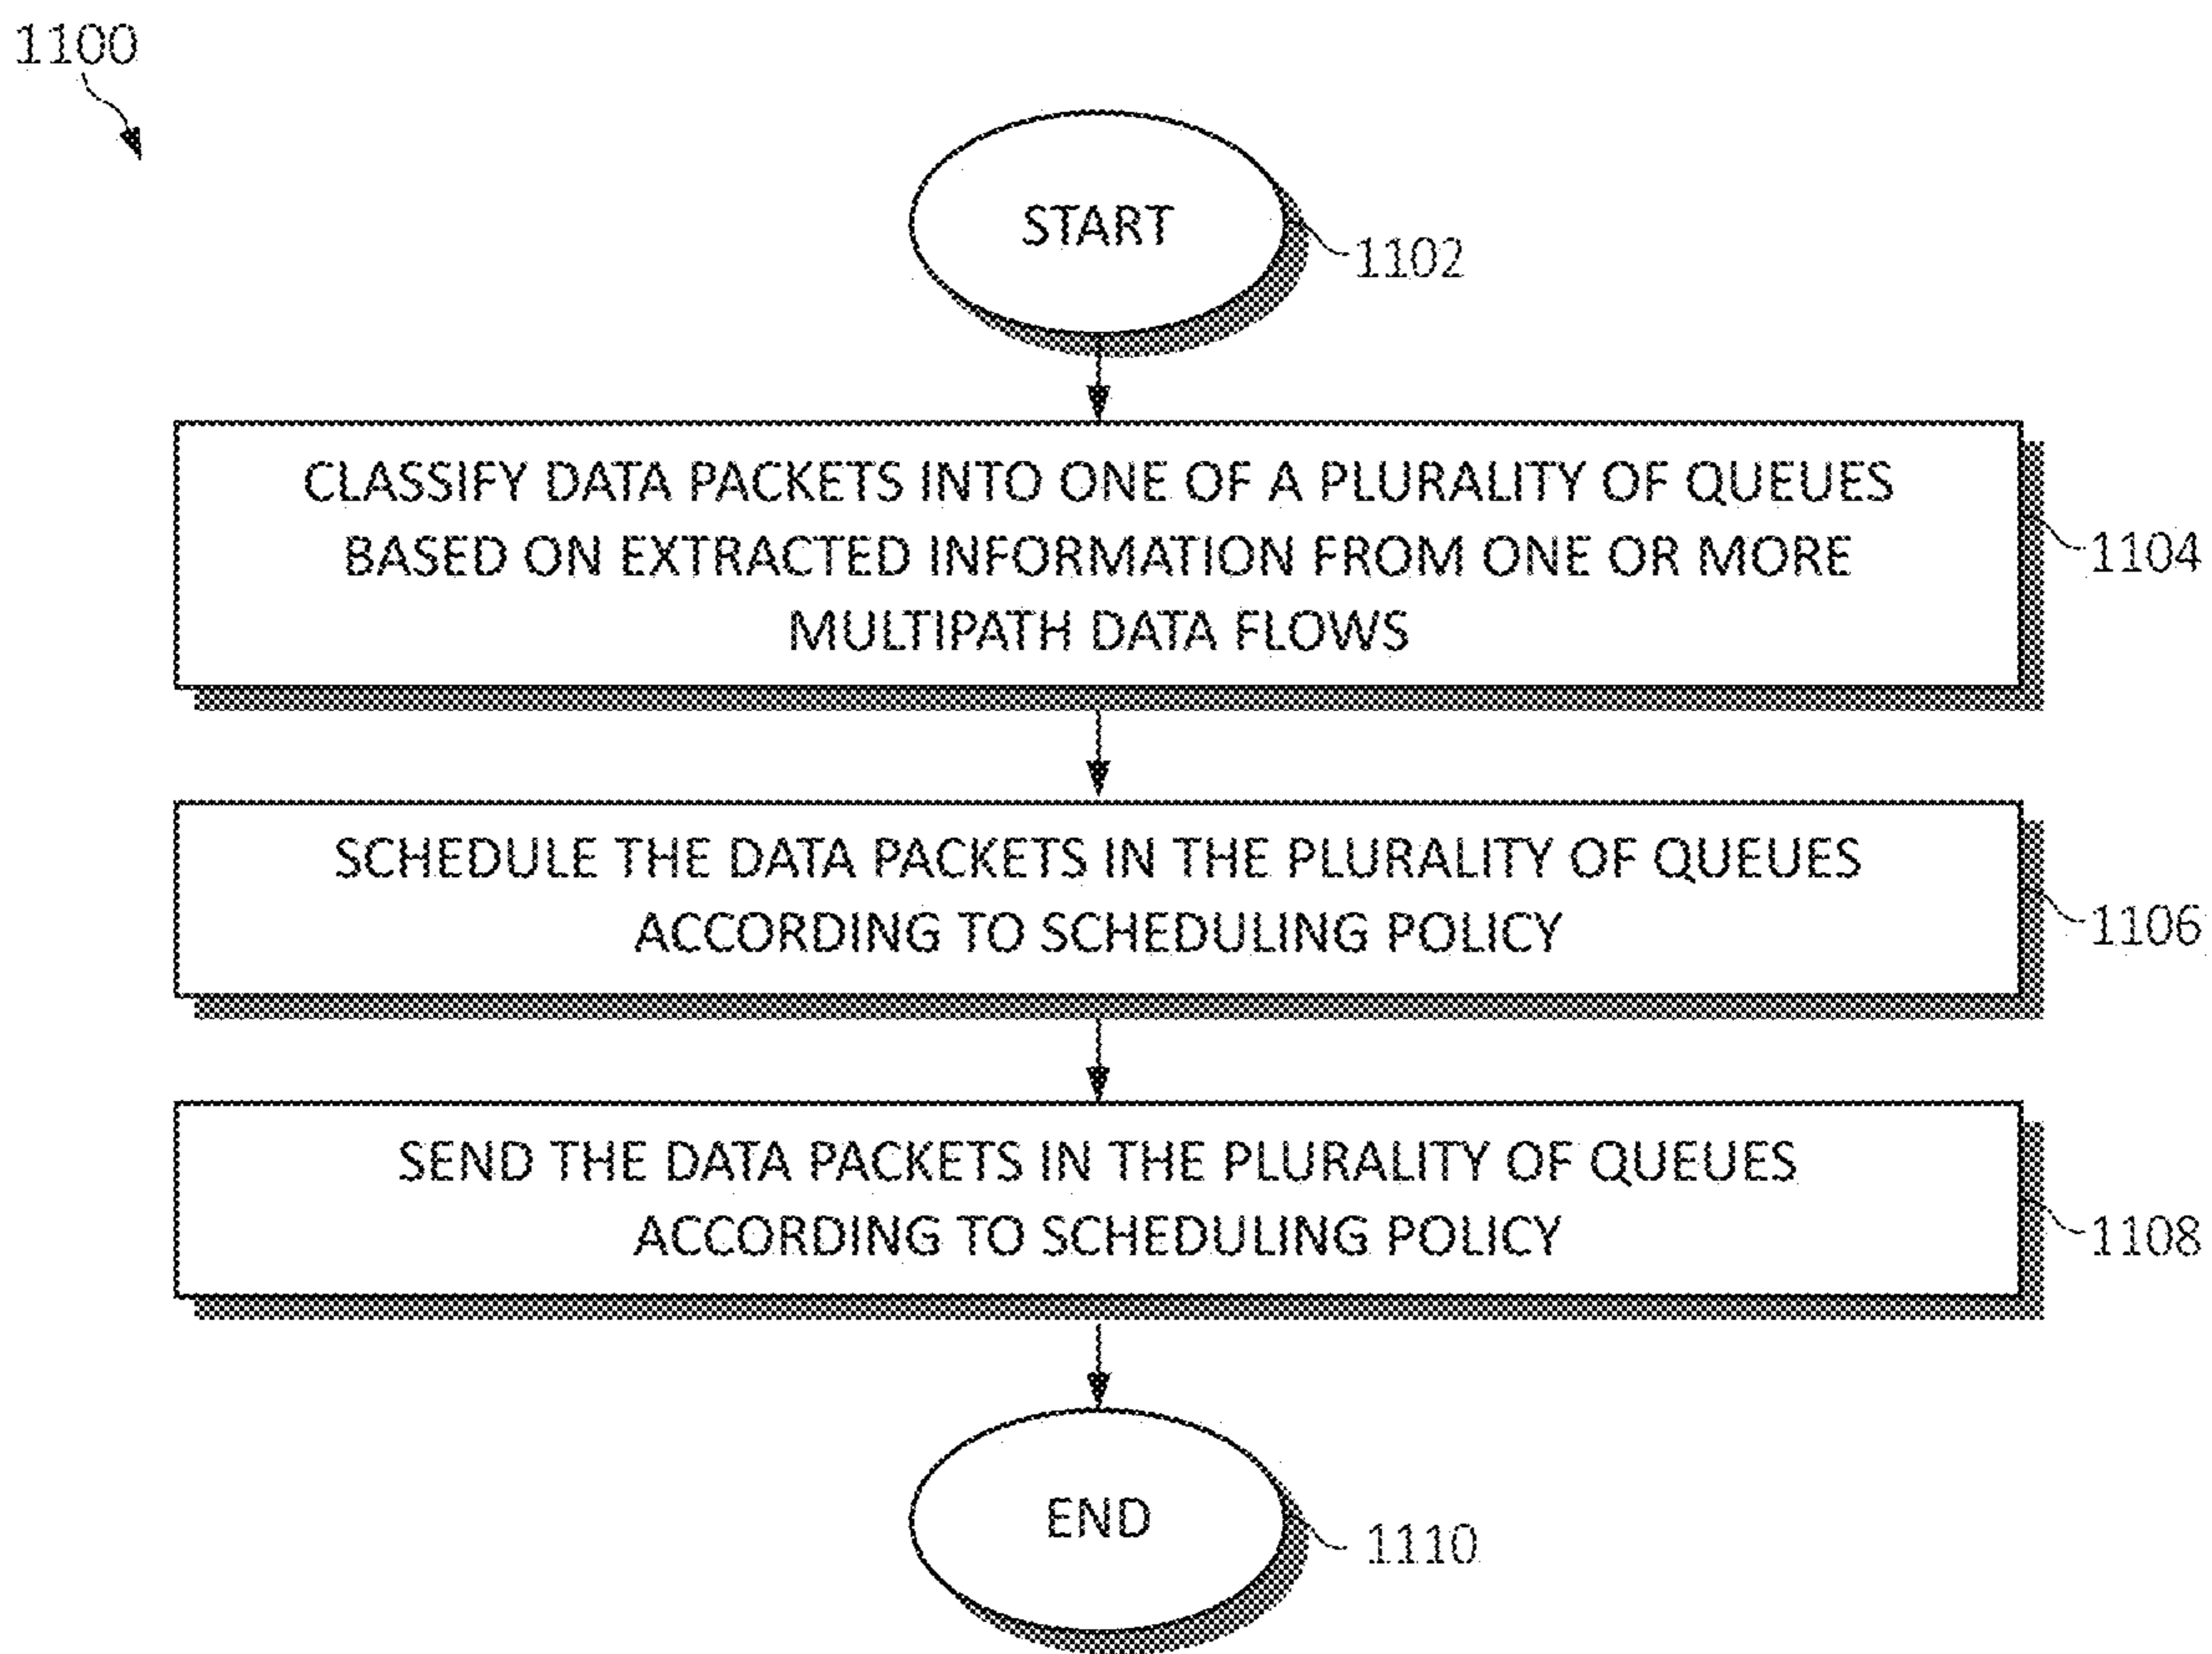 1100
START
1102
CLASSIFY DATA PACKETS INTO ONE OF A PLURALITY OF QUEUES
BASED ON EXTRACTED INFORMATION FROM ONE OR MORE
MULTIPATH DATA FLOWS
1104
SCHEDULE THE DATA PACKETS IN THE PLURALITY OF QUEUES
ACCORDING TO SCHEDULING POLICY
1106
SEND THE DATA PACKETS IN THE PLURALITY OF QUEUES
ACCORDING TO SCHEDULING POLICY
1108
END
1110